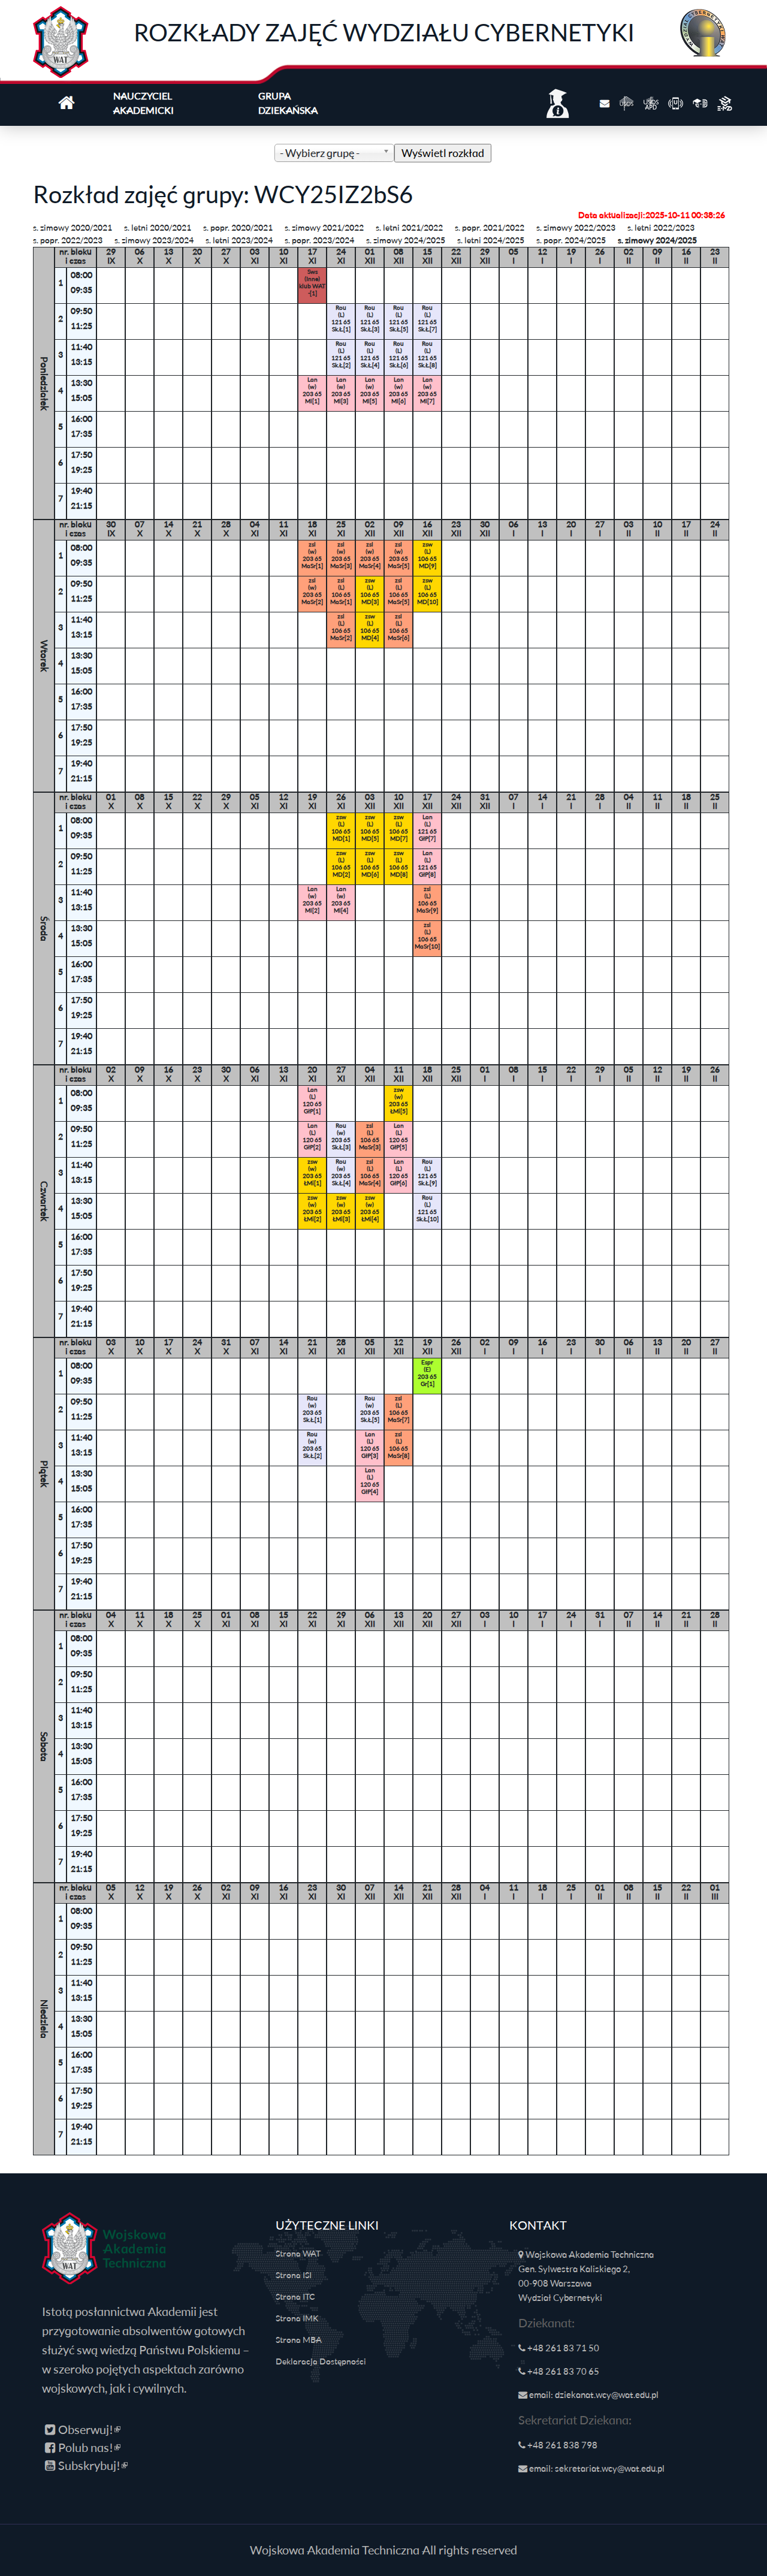 ROZKŁADY ZAJĘĆ WYDZIAŁU CYBERNETYKI
NAUCZYCIEL
AKADEMICKI
GRUPA
DZIEKAŃSKA
- Wybierz grupę -
Wyświetl rozkład
Rozkład zajęć grupy: WCY25IZ2bS6
Data aktualizacji:2025-10-11 00:38:26
s. zimowy 2020/2021 s. letni 2020/2021 s. popr. 2020/2021 s. zimowy 2021/2022 s. letni 2021/2022 s. popr. 2021/2022 s. zimowy 2022/2023 s. letni 2022/2023
s. popr. 2022/2023 s. zimowy 2023/2024 s. letni 2023/2024 s. popr. 2023/2024 s. zimowy 2024/2025 s. letni 2024/2025 s. popr. 2024/2025 s. zimowy 2024/2025
Poniedziałek
nr. bloku 29 06 13 20 27 03 10 17 24 01 08 15 22 29 05 12 19 26 02 09 16 23
i czas IX X X X X XI XI XI XI XII XII XII XII XII I I I I II II II II
1 08:00 09:35
2 09:50 11:25
Rou Rou Rou Rou
(L) (L) (L) (L)
121 65 121 65 121 65 121 65
Sk.Ł[1] Sk.Ł[3] Sk.Ł[5] Sk.Ł[7]
3 11:40 13:15
Rou Rou Rou Rou
(L) (L) (L) (L)
121 65 121 65 121 65 121 65
Sk.Ł[2] Sk.Ł[4] Sk.Ł[6] Sk.Ł[8]
4 13:30 15:05
Lan Lan Lan Lan Lan
(w) (w) (w) (w) (w)
203 65 203 65 203 65 203 65 203 65
MI[1] MI[3] MI[5] MI[6] MI[7]
5 16:00 17:35
6 17:50 19:25
7 19:40 21:15
Wtorek
nr. bloku 30 07 14 21 28 04 11 18 25 02 09 16 23 30 06 13 20 27 03 10 17 24
i czas IX X X X X XI XI XI XI XII XII XII XII XII I I I I II II II II
1 08:00 09:35
zsl zsl zsl zsl zsw
(w) (w) (w) (w) (L)
203 65 203 65 203 65 203 65 106 65
MaSr[1] MaSr[3] MaSr[4] MaSr[5] MD[9]
2 09:50 11:25
zsl zsl zsw zsl zsw
(w) (L) (L) (L) (L)
203 65 106 65 106 65 106 65 106 65
MaSr[2] MaSr[1] MD[3] MaSr[5] MD[10]
3 11:40 13:15
zsl zsw zsl
(L) (L) (L)
106 65 106 65 106 65
MaSr[2] MD[4] MaSr[6]
4 13:30 15:05
5 16:00 17:35
6 17:50 19:25
7 19:40 21:15
Środa
nr. bloku 01 08 15 22 29 05 12 19 26 03 10 17 24 31 07 14 21 28 04 11 18 25
i czas X X X X X XI XI XI XI XII XII XII XII XII I I I I II II II II
1 08:00 09:35
zsw zsw zsw Lan
(L) (L) (L) (L)
106 65 106 65 106 65 121 65
MD[1] MD[5] MD[7] GIP[7]
2 09:50 11:25
zsw zsw zsw Lan
(L) (L) (L) (L)
106 65 106 65 106 65 121 65
MD[2] MD[6] MD[8] GIP[8]
3 11:40 13:15
Lan Lan zsl
(w) (w) (L)
203 65 203 65 106 65
MI[2] MI[4] MaSr[9]
4 13:30 15:05
zsl
(L)
106 65
MaSr[10]
5 16:00 17:35
6 17:50 19:25
7 19:40 21:15
Czwartek
nr. bloku 02 09 16 23 30 06 13 20 27 04 11 18 25 01 08 15 22 29 05 12 19 26
i czas X X X X X XI XI XI XI XII XII XII XII I I I I I II II II II
1 08:00 09:35
Lan zsw
(L) (w)
120 65 203 65
GIP[1] ŁMi[5]
2 09:50 11:25
Lan Rou zsl Lan
(L) (w) (L) (L)
120 65 203 65 106 65 120 65
GIP[2] Sk.Ł[3] MaSr[3] GIP[5]
3 11:40 13:15
zsw Rou zsl Lan Rou
(w) (w) (L) (L) (L)
203 65 203 65 106 65 120 65 121 65
ŁMi[1] Sk.Ł[4] MaSr[4] GIP[6] Sk.Ł[9]
4 13:30 15:05
zsw zsw zsw Rou
(w) (w) (w) (L)
203 65 203 65 203 65 121 65
ŁMi[2] ŁMi[3] ŁMi[4] Sk.Ł[10]
5 16:00 17:35
6 17:50 19:25
7 19:40 21:15
Piątek
nr. bloku 03 10 17 24 31 07 14 21 28 05 12 19 26 02 09 16 23 30 06 13 20 27
i czas X X X X X XI XI XI XI XII XII XII XII I I I I I II II II II
1 08:00 09:35
Espr
(E)
203 65
Gr[1]
2 09:50 11:25
Rou Rou zsl
(w) (w) (L)
203 65 203 65 106 65
Sk.Ł[1] Sk.Ł[5] MaSr[7]
3 11:40 13:15
Rou Lan zsl
(w) (L) (L)
203 65 120 65 106 65
Sk.Ł[2] GIP[3] MaSr[8]
4 13:30 15:05
Lan
(L)
120 65
GIP[4]
5 16:00 17:35
6 17:50 19:25
7 19:40 21:15
Sobota
nr. bloku 04 11 18 25 01 08 15 22 29 06 13 20 27 03 10 17 24 31 07 14 21 28
i czas X X X X XI XI XI XI XI XII XII XII XII I I I I I II II II II
1 08:00 09:35
2 09:50 11:25
3 11:40 13:15
4 13:30 15:05
5 16:00 17:35
6 17:50 19:25
7 19:40 21:15
Niedziela
nr. bloku 05 12 19 26 02 09 16 23 30 07 14 21 28 04 11 18 25 01 08 15 22 01
i czas X X X X XI XI XI XI XI XII XII XII XII I I I I II II II II III
1 08:00 09:35
2 09:50 11:25
3 11:40 13:15
4 13:30 15:05
5 16:00 17:35
6 17:50 19:25
7 19:40 21:15
Wojskowa
Akademia
Techniczna
WAT
Istotą posłannictwa Akademii jest
przygotowanie absolwentów gotowych
służyć swą wiedzą Państwu Polskiemu –
w szeroko pojętych aspektach zarówno
wojskowych, jak i cywilnych.
Obserwuj!
Polub nas!
Subskrybuj!
UŻYTECZNE LINKI
Strona WAT
Strona ISI
Strona ITC
Strona IMK
Strona MBA
Deklaracja Dostępności
KONTAKT
Wojskowa Akademia Techniczna
Gen. Sylwestra Kaliskiego 2,
00-908 Warszawa
Wydział Cybernetyki
Dziekanat:
+48 261 83 71 50
+48 261 83 70 65
email: dziekanat.wcy@wat.edu.pl
Sekretariat Dziekana:
+48 261 838 798
email: sekretariat.wcy@wat.edu.pl
Wojskowa Akademia Techniczna All rights reserved